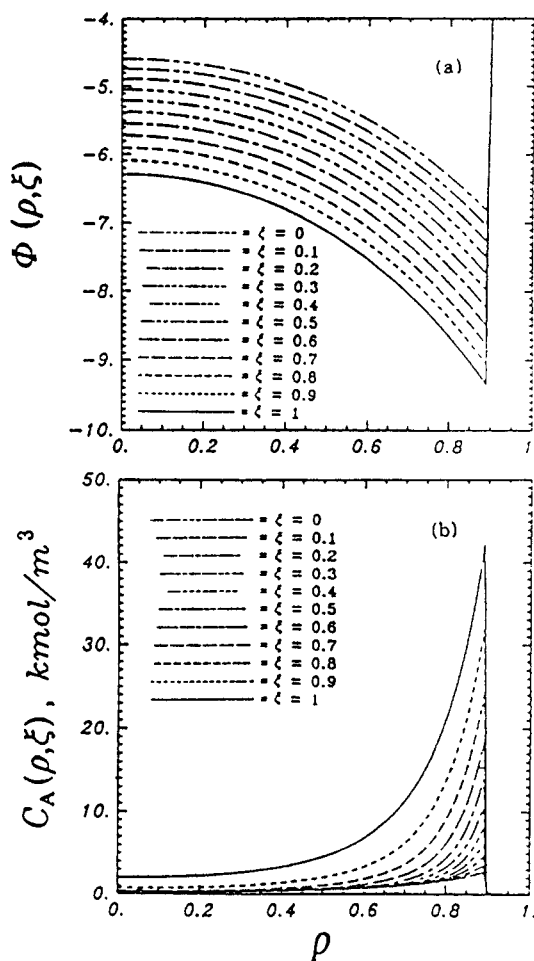 -4.
-5.
-6.
-7.
-8.
-9.
-10.
Φ (ρ,ξ)
(a)
= ξ = 0
= ξ = 0.1
= ξ = 0.2
= ξ = 0.3
= ξ = 0.4
= ξ = 0.5
= ξ = 0.6
= ξ = 0.7
= ξ = 0.8
= ξ = 0.9
= ξ = 1
0. 0.2 0.4 0.6 0.8 1.
50.
40.
30.
20.
10.
0.
C_A(ρ,ξ), kmol/m³
(b)
= ξ = 0
= ξ = 0.1
= ξ = 0.2
= ξ = 0.3
= ξ = 0.4
= ξ = 0.5
= ξ = 0.6
= ξ = 0.7
= ξ = 0.8
= ξ = 0.9
= ξ = 1
0. 0.2 0.4 0.6 0.8 1.
ρ